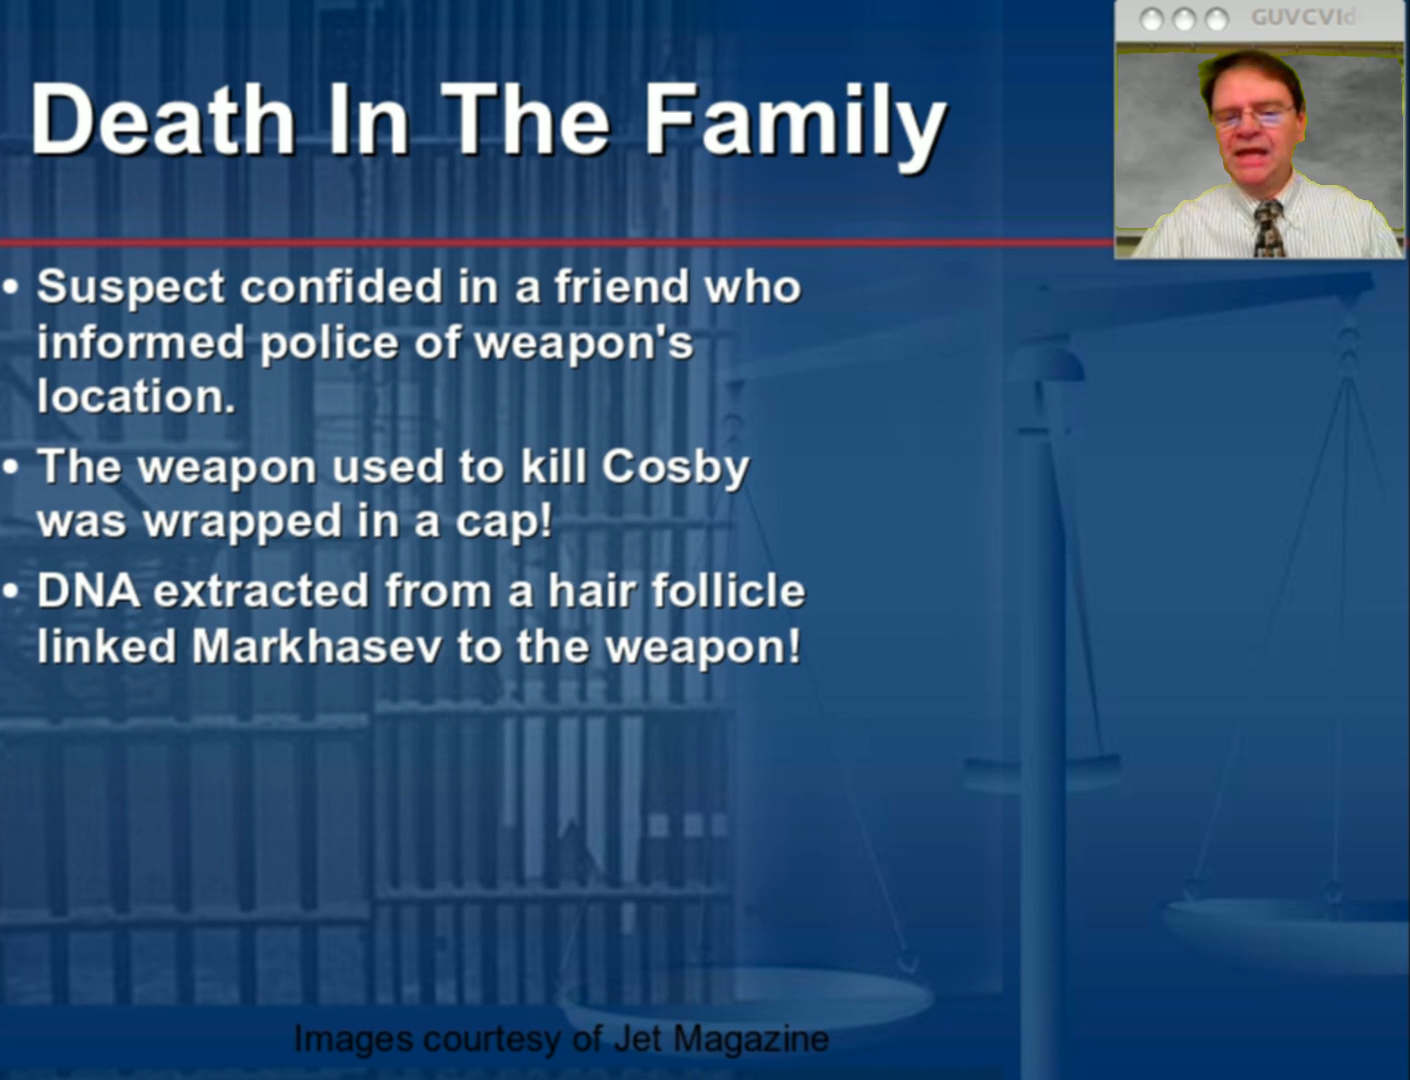 GUVCVId
Death In The Family
• Suspect confided in a friend who
informed police of weapon's
location.
• The weapon used to kill Cosby
was wrapped in a cap!
• DNA extracted from a hair follicle
linked Markhasev to the weapon!
Images courtesy of Jet Magazine